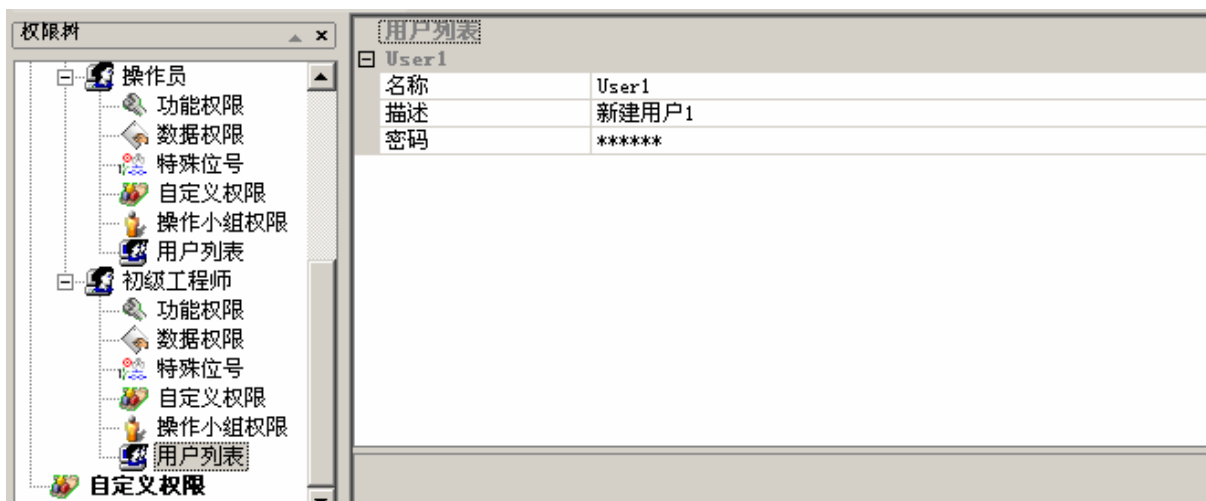 权限树
操作员
功能权限
数据权限
特殊位号
自定义权限
操作小组权限
用户列表
初级工程师
功能权限
数据权限
特殊位号
自定义权限
操作小组权限
用户列表
自定义权限
用户列表
User1
名称 User1
描述 新建用户1
密码 ******